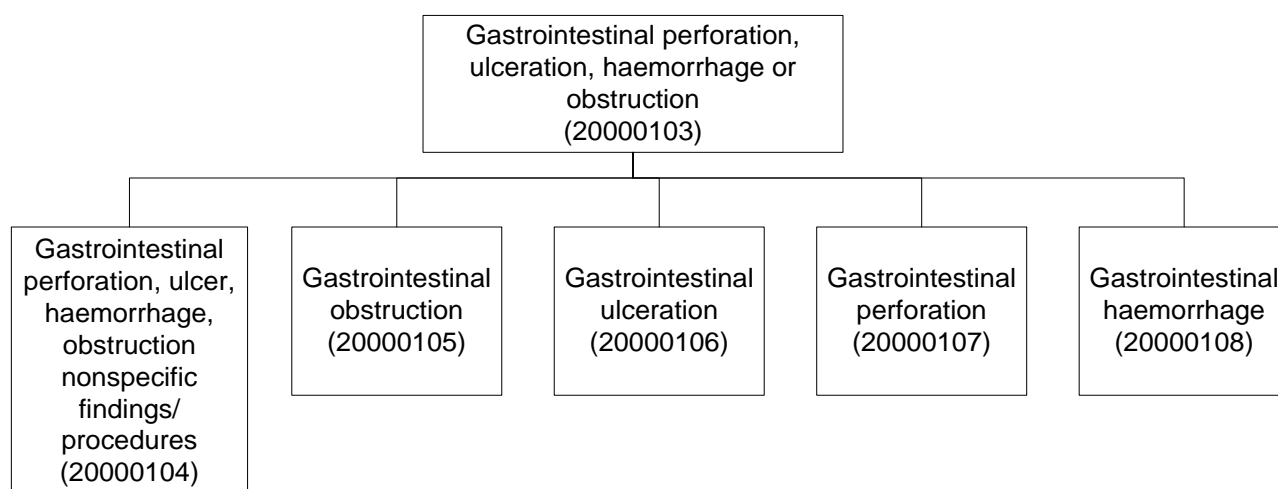 Gastrointestinal perforation,
ulceration, haemorrhage or
obstruction
(20000103)
Gastrointestinal
perforation, ulcer,
haemorrhage,
obstruction
nonspecific
findings/
procedures
(20000104)
Gastrointestinal
obstruction
(20000105)
Gastrointestinal
ulceration
(20000106)
Gastrointestinal
perforation
(20000107)
Gastrointestinal
haemorrhage
(20000108)